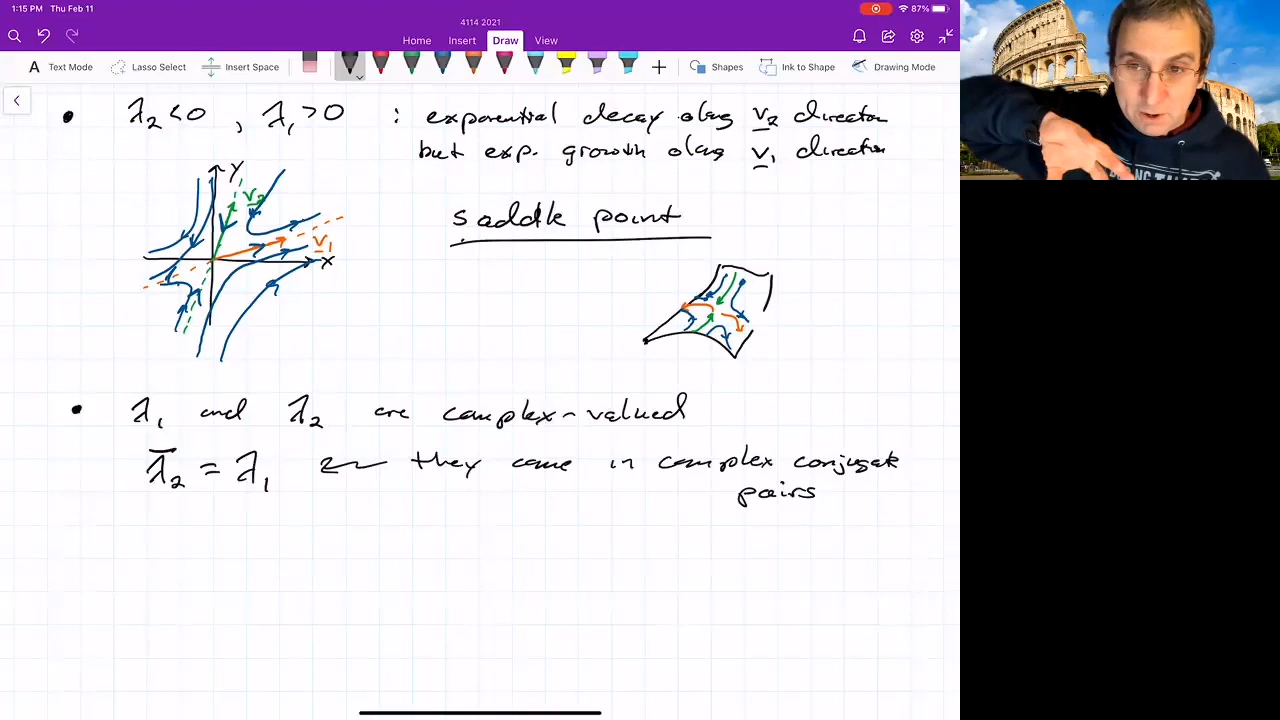 1:15 PM Thu Feb 11
87%
4114 2021
Home Insert Draw View
Text Mode Lasso Select Insert Space Shapes Ink to Shape Drawing Mode
• λ₂<0 , λ₁>0 : exponential decay along v₂ direction
but exp. growth along v₁ direction
y
v₂
v₁
x
saddle point
• λ₁ and λ₂ are complex-valued
λ̄₂ = λ₁ ⟵ they come in complex conjugate
pairs